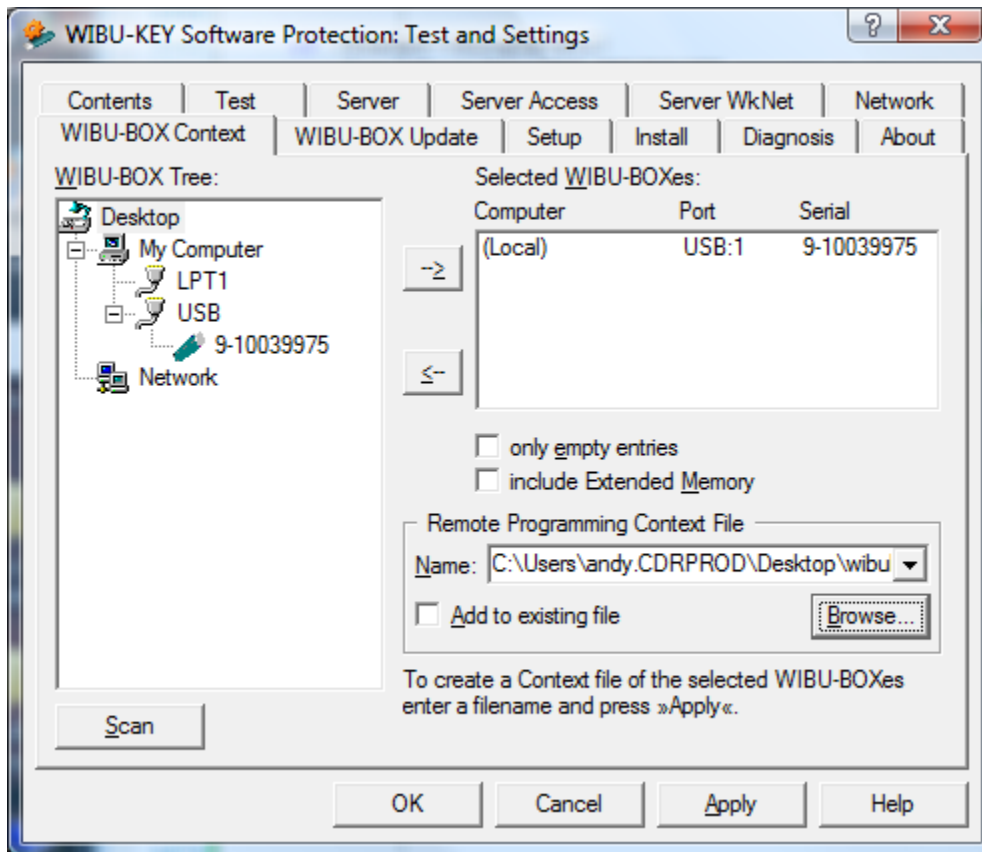 WIBU-KEY Software Protection: Test and Settings
Contents Test Server Server Access Server WkNet Network
WIBU-BOX Context WIBU-BOX Update Setup Install Diagnosis About
WIBU-BOX Tree:
Desktop
My Computer
LPT1
USB
9-10039975
Network
Scan
-->
<--
Selected WIBU-BOXes:
Computer Port Serial
(Local) USB:1 9-10039975
only empty entries
include Extended Memory
Remote Programming Context File
Name: C:\Users\andy.CDRPROD\Desktop\wibu
Add to existing file Browse...
To create a Context file of the selected WIBU-BOXes
enter a filename and press »Apply«.
OK Cancel Apply Help